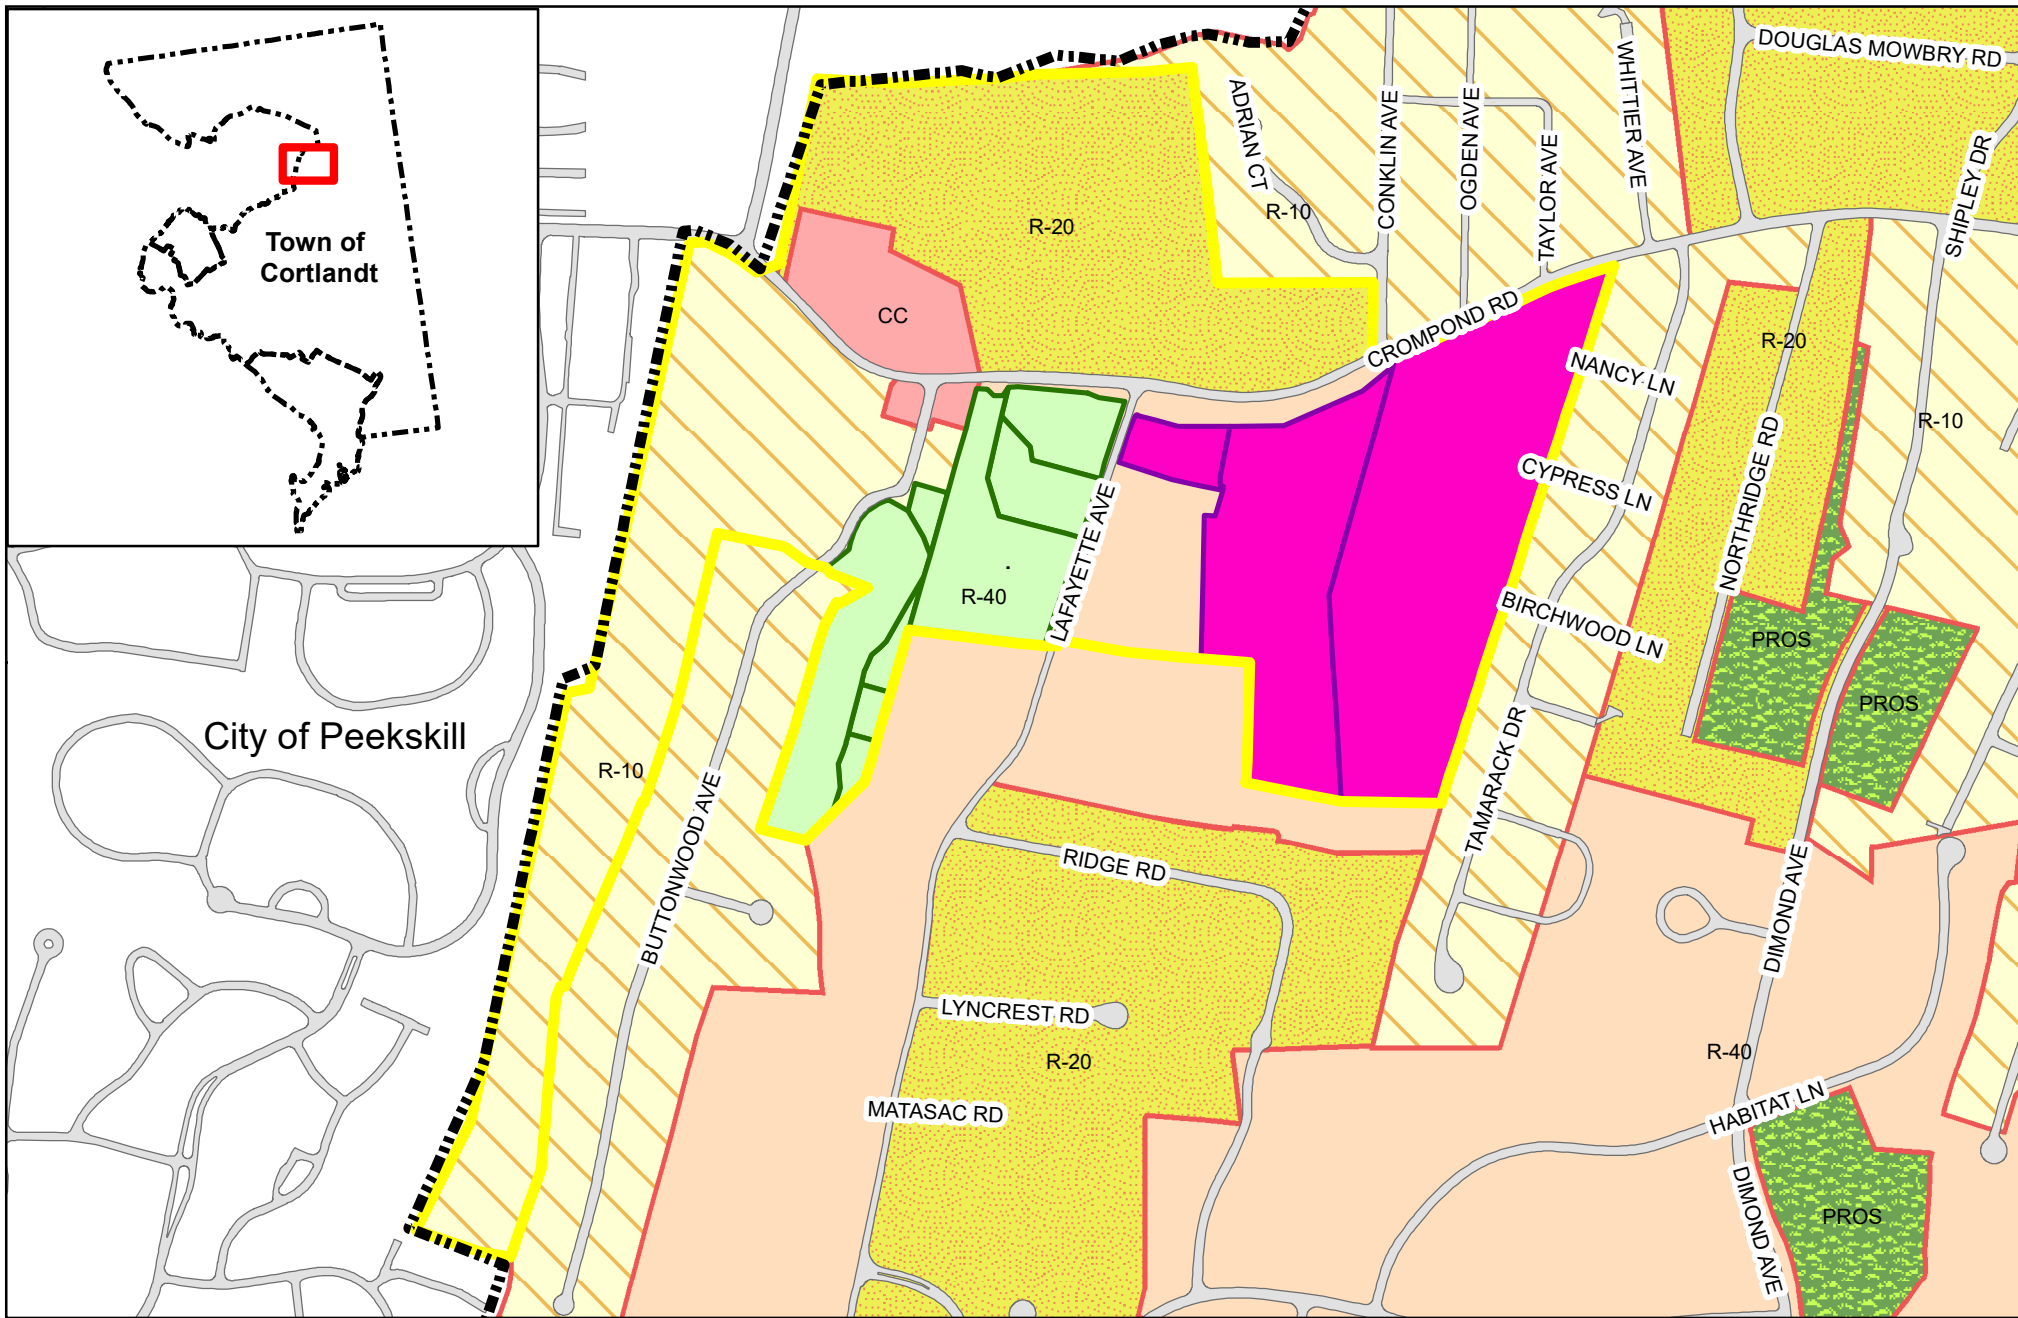 Town of
Cortlandt
City of Peekskill
DOUGLAS MOWBRY RD
WHITTIER AVE
ADRIAN CT
CONKLIN AVE
OGDEN AVE
TAYLOR AVE
SHIPLEY DR
R-10
R-20
CC
CROMPOND RD
NANCY LN
R-20
R-10
CYPRESS LN
NORTHRIDGE RD
LAFAYETTE AVE
R-40
BIRCHWOOD LN
PROS
PROS
R-10
BUTTONWOOD AVE
TAMARACK DR
RIDGE RD
DIMOND AVE
LYNCREST RD
R-20
R-40
MATASAC RD
HABITAT LN
DIMOND AVE
PROS